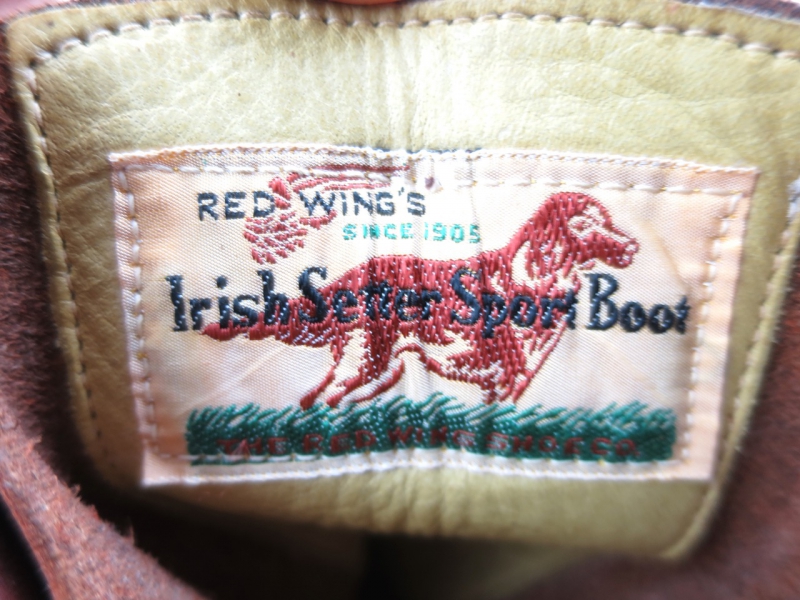 RED WING'S
SINCE 1905
Irish Setter Sport Boot
THE RED WING SHOE CO.